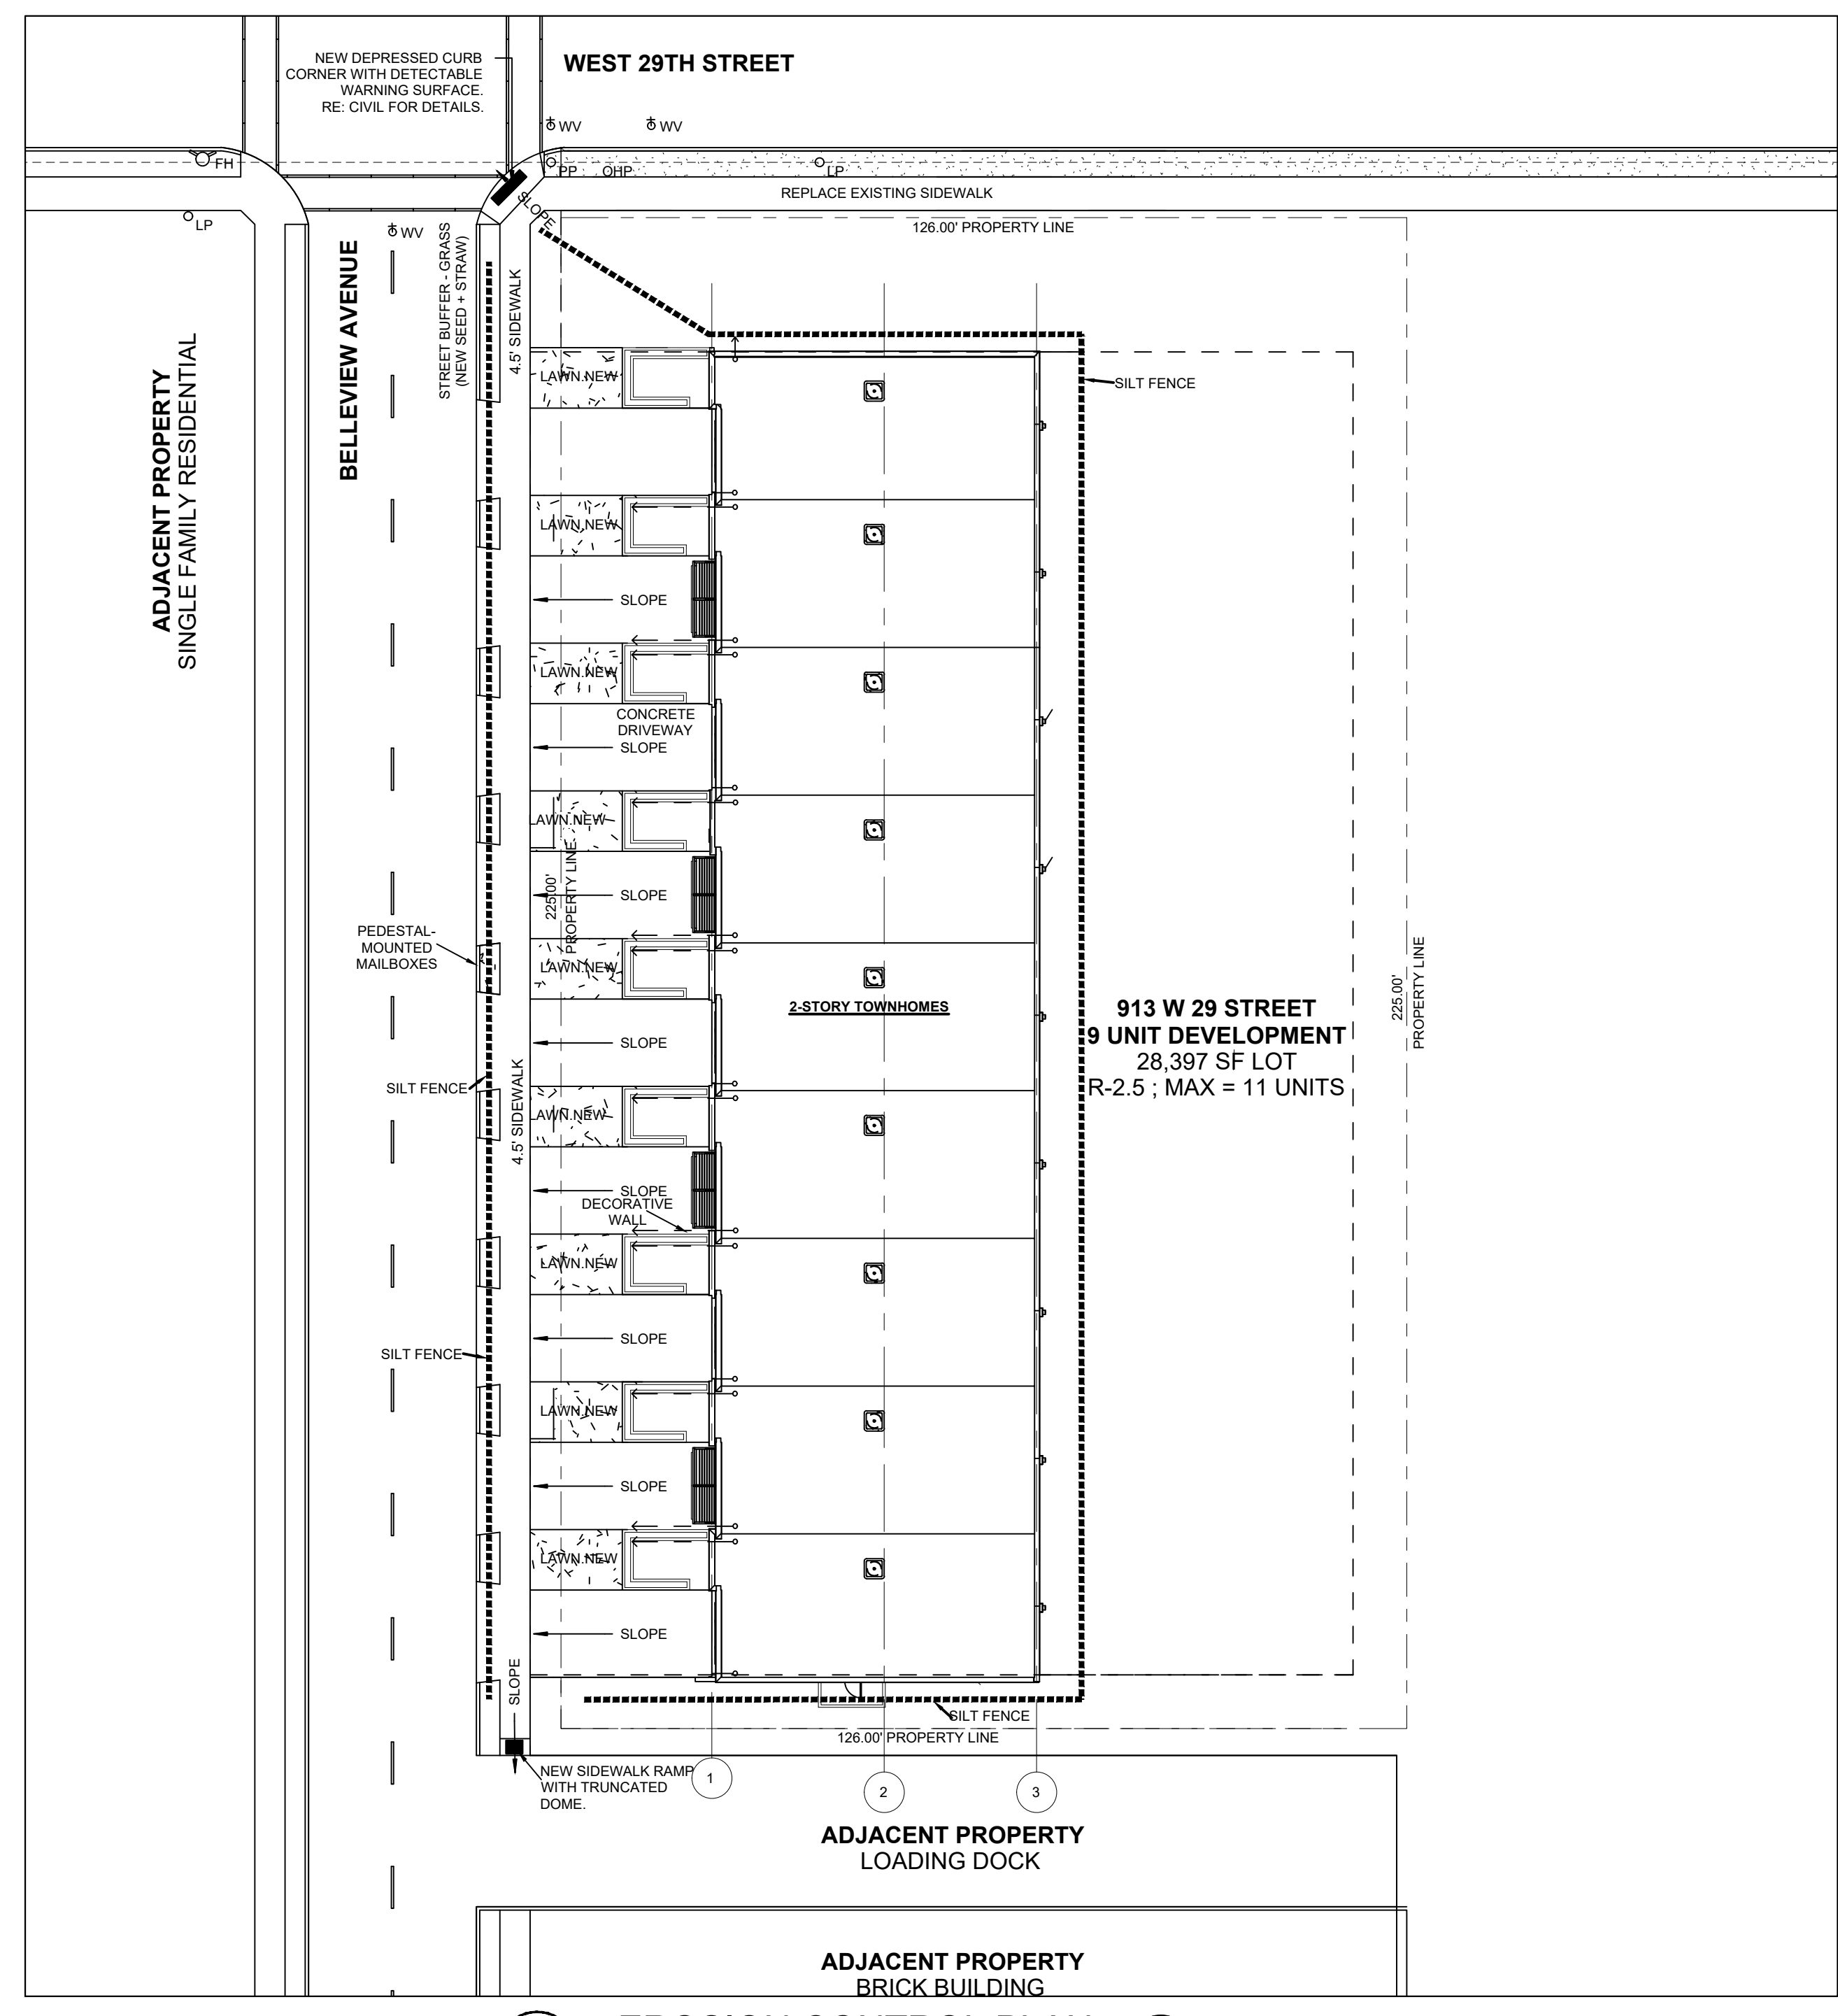 NEW DEPRESSED CURB
CORNER WITH DETECTABLE
WARNING SURFACE.
RE: CIVIL FOR DETAILS.
WEST 29TH STREET
WV
WV
FH
PP
OHP
LP
REPLACE EXISTING SIDEWALK
SLOPE
LP
WV
126.00' PROPERTY LINE
STREET BUFFER - GRASS
(NEW SEED + STRAW)
4.5' SIDEWALK
BELLEVIEW AVENUE
ADJACENT PROPERTY
SINGLE FAMILY RESIDENTIAL
LAWN.NEW
SILT FENCE
LAWN.NEW
SLOPE
LAWN.NEW
CONCRETE
DRIVEWAY
SLOPE
LAWN.NEW
225.00'
PROPERTY LINE
SLOPE
PEDESTAL-
MOUNTED
MAILBOXES
LAWN.NEW
2-STORY TOWNHOMES
913 W 29 STREET
9 UNIT DEVELOPMENT
28,397 SF LOT
R-2.5 ; MAX = 11 UNITS
225.00'
PROPERTY LINE
SLOPE
SILT FENCE
4.5' SIDEWALK
LAWN.NEW
SLOPE
DECORATIVE
WALL
LAWN.NEW
SLOPE
SILT FENCE
LAWN.NEW
SLOPE
LAWN.NEW
SLOPE
SLOPE
SILT FENCE
126.00' PROPERTY LINE
NEW SIDEWALK RAMP
WITH TRUNCATED
DOME.
1
2
3
ADJACENT PROPERTY
LOADING DOCK
ADJACENT PROPERTY
BRICK BUILDING